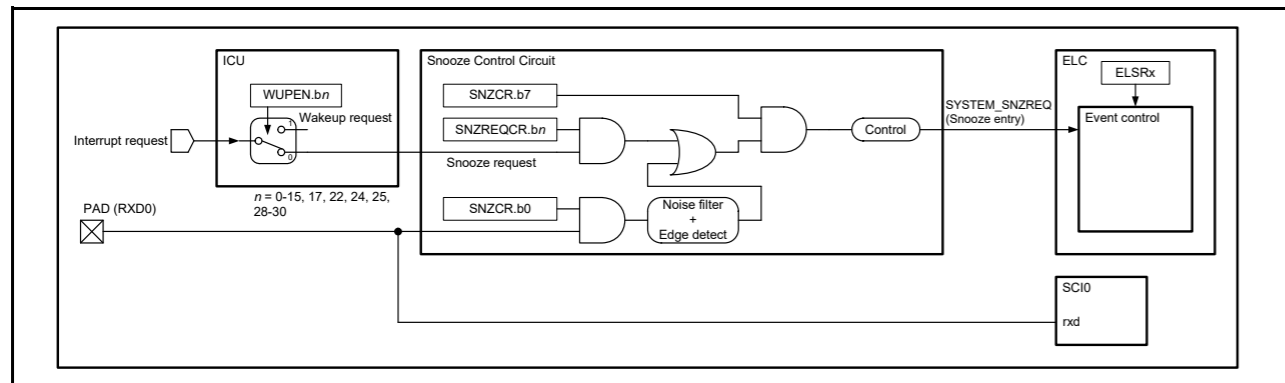 ICU
WUPEN.bn
1
Wakeup request
0
Interrupt request
n = 0-15, 17, 22, 24, 25,
28-30
PAD (RXD0)
Snooze Control Circuit
SNZCR.b7
SNZREQCR.bn
Snooze request
SNZCR.b0
Noise filter
+
Edge detect
Control
SYSTEM_SNZREQ
(Snooze entry)
ELC
ELSRx
Event control
SCI0
rxd